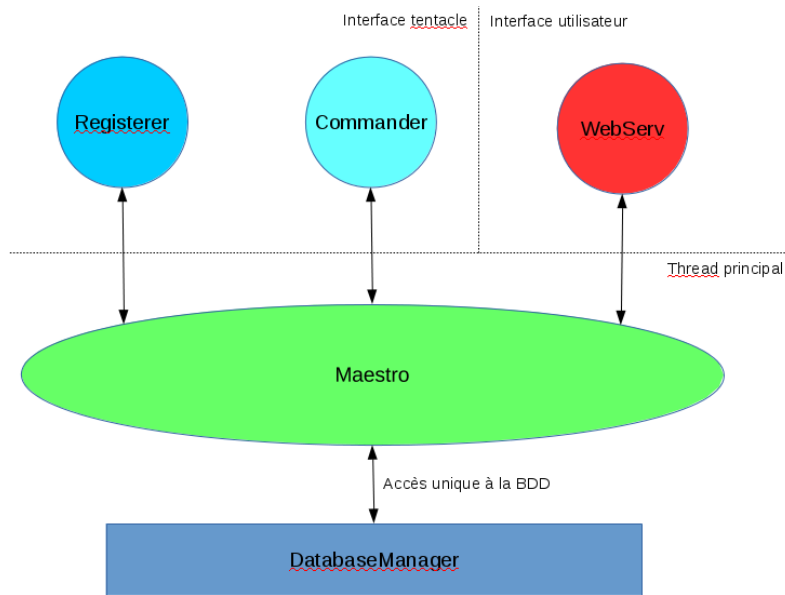 Interface tentacle
Interface utilisateur
Registerer
Commander
WebServ
Thread principal
Maestro
Accès unique à la BDD
DatabaseManager